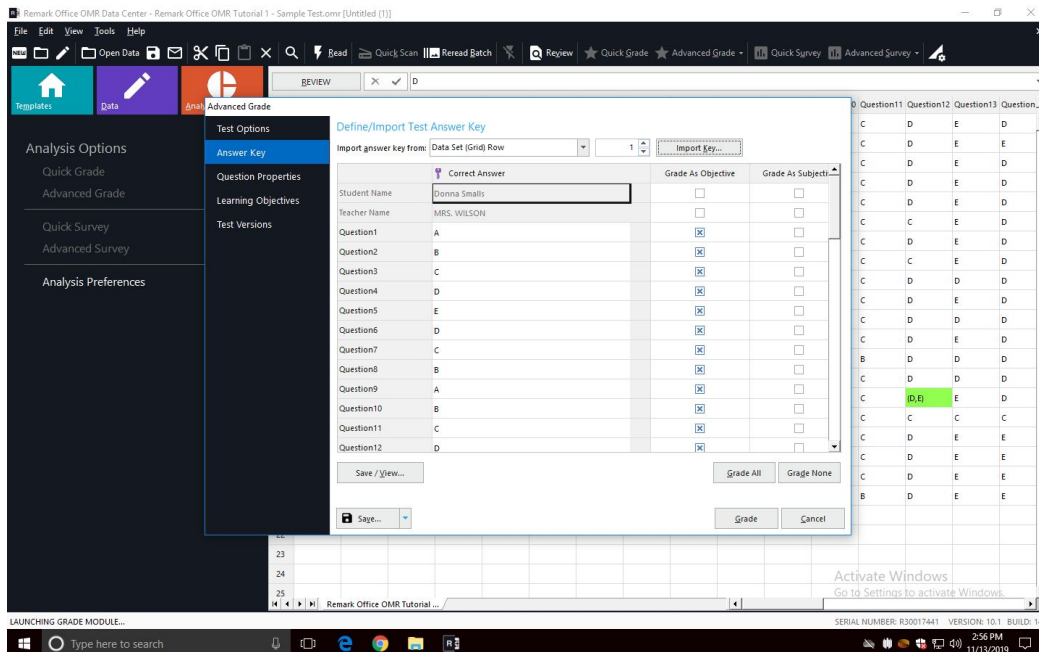 Remark Office OMR Data Center - Remark Office OMR Tutorial 1 - Sample Test.omr [Untitled (1)]
File Edit View Tools Help
NEW Open Data Read Quick Scan Reread Batch Review Quick Grade Advanced Grade Quick Survey Advanced Survey
Templates Data
REVIEW D
Question11 Question12 Question13
Advanced Grade
Test Options
Answer Key
Question Properties
Learning Objectives
Test Versions
Analysis Options
Quick Grade
Advanced Grade
Quick Survey
Advanced Survey
Analysis Preferences
Define/Import Test Answer Key
Import answer key from: Data Set (Grid) Row 1 Import Key...
Correct Answer Grade As Objective
Student Name Donna Smalls
Teacher Name MRS. WILSON
Question1 A
Question2 B
Question3 C
Question4 D
Question5 E
Question6 D
Question7 C
Question8 B
Question9 A
Question10 B
Question11 C
Question12 D
Save / View... Grade All Grade None
Save... Grade Cancel
C D E D
C D E E
C D E D
C D E D
C D E D
C C E D
C D E D
C C E D
C D D D
C D E D
C D D D
C D E D
B D D D
C D D D
C (D,E) E D
C C C C
C D E E
C D E D
C D E E
B D E E
23
24
25
Remark Office OMR Tutorial ...
Activate Windows
Go to Settings to activate Windows.
LAUNCHING GRADE MODULE... SERIAL NUMBER: R30017441 VERSION: 10.1 BUILD:
Type here to search
2:56 PM
11/13/2019